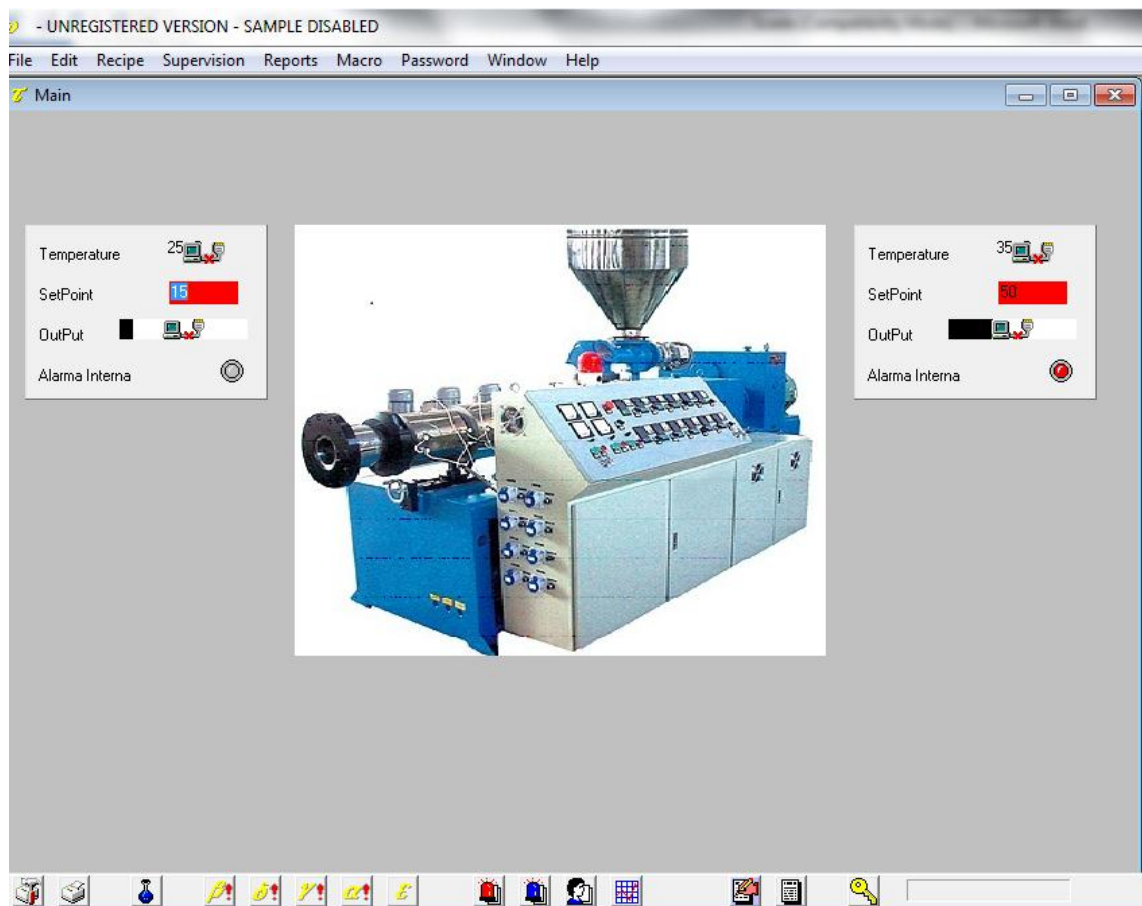 - UNREGISTERED VERSION - SAMPLE DISABLED
File Edit Recipe Supervision Reports Macro Password Window Help
Main
Temperature 25
SetPoint 15
OutPut
Alarma Interna
Temperature 35
SetPoint 50
OutPut
Alarma Interna
β! δ! γ! α! ε